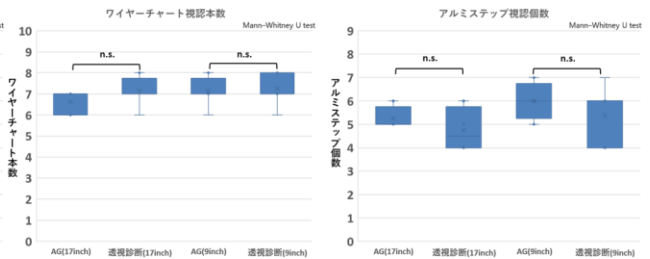 st
ワイヤーチャート視認本数
Mann–Whitney U test
10
9
8
7
6
5
4
3
2
1
0
ワイヤーチャート本数
n.s.
n.s.
AG(17inch)
透視診断(17inch)
AG(9inch)
透視診断(9inch)
アルミステップ視認個数
Mann–Whitney U test
9
8
7
6
5
4
3
2
1
0
アルミステップ個数
n.s.
n.s.
AG(17inch)
透視診断(17inch)
AG(9inch)
透視診断(9inch)